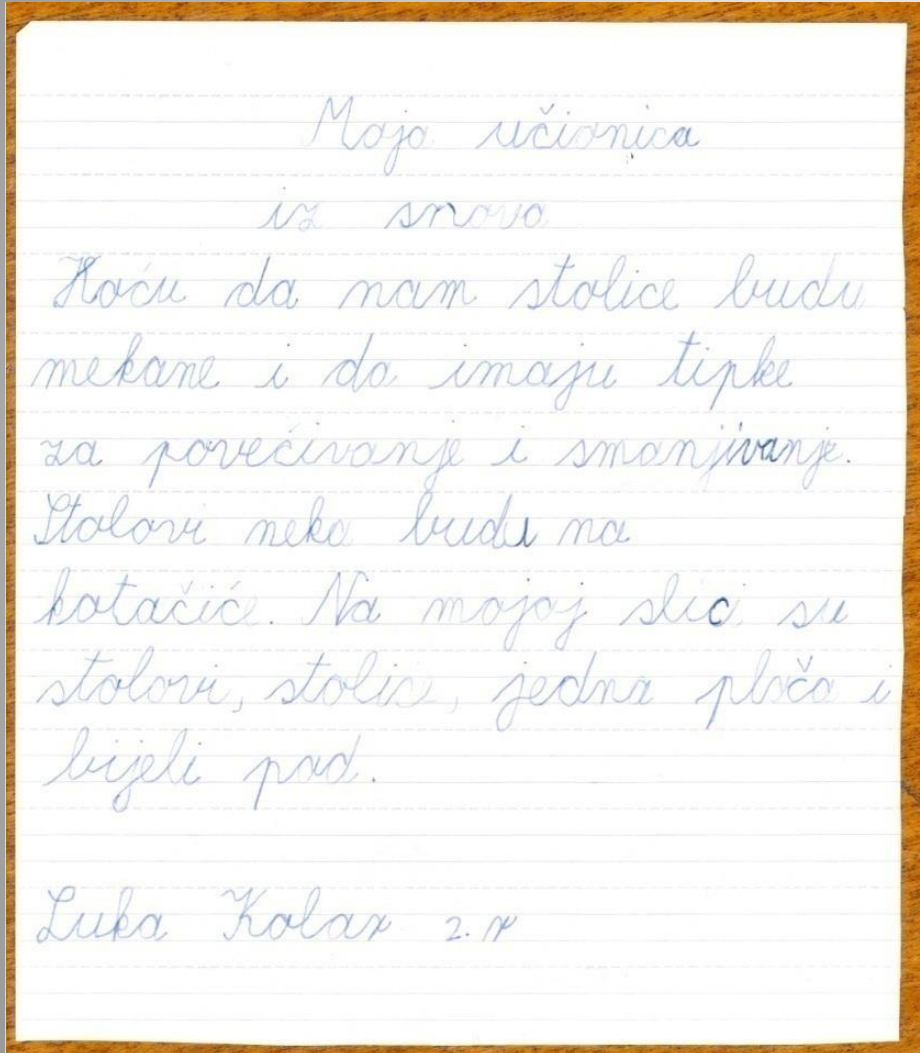 Moja učionica
iz snova
Hoću da nam stolice budu
mekane i da imaju tipke
za povećivanje i smanjivanje.
Stolovi neka budu na
kotačiće. Na mojoj slici su
stolovi, stolice, jedna ploča i
bijeli pod.
Luka Kolar 2. r